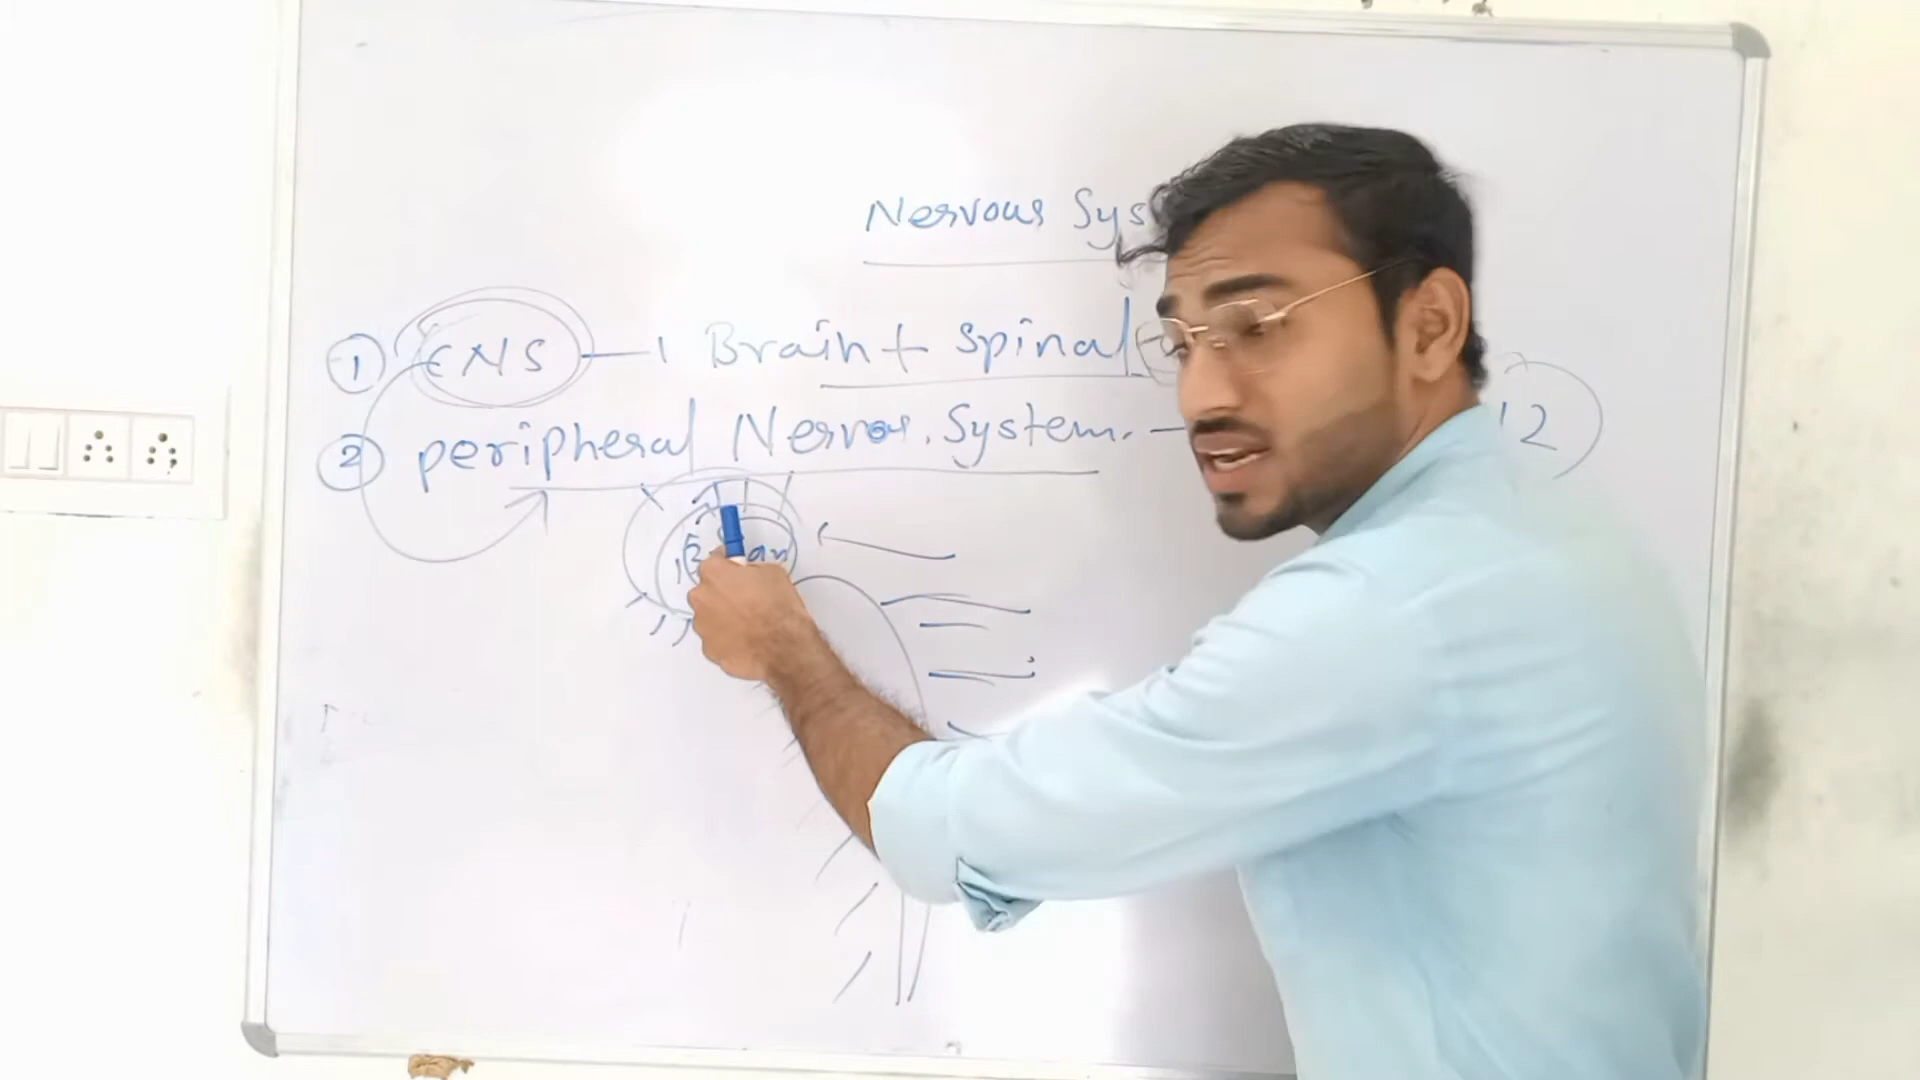 Nervous Sys
① CNS — 1 Brain + Spinal
② peripheral Nervos. System. — 12